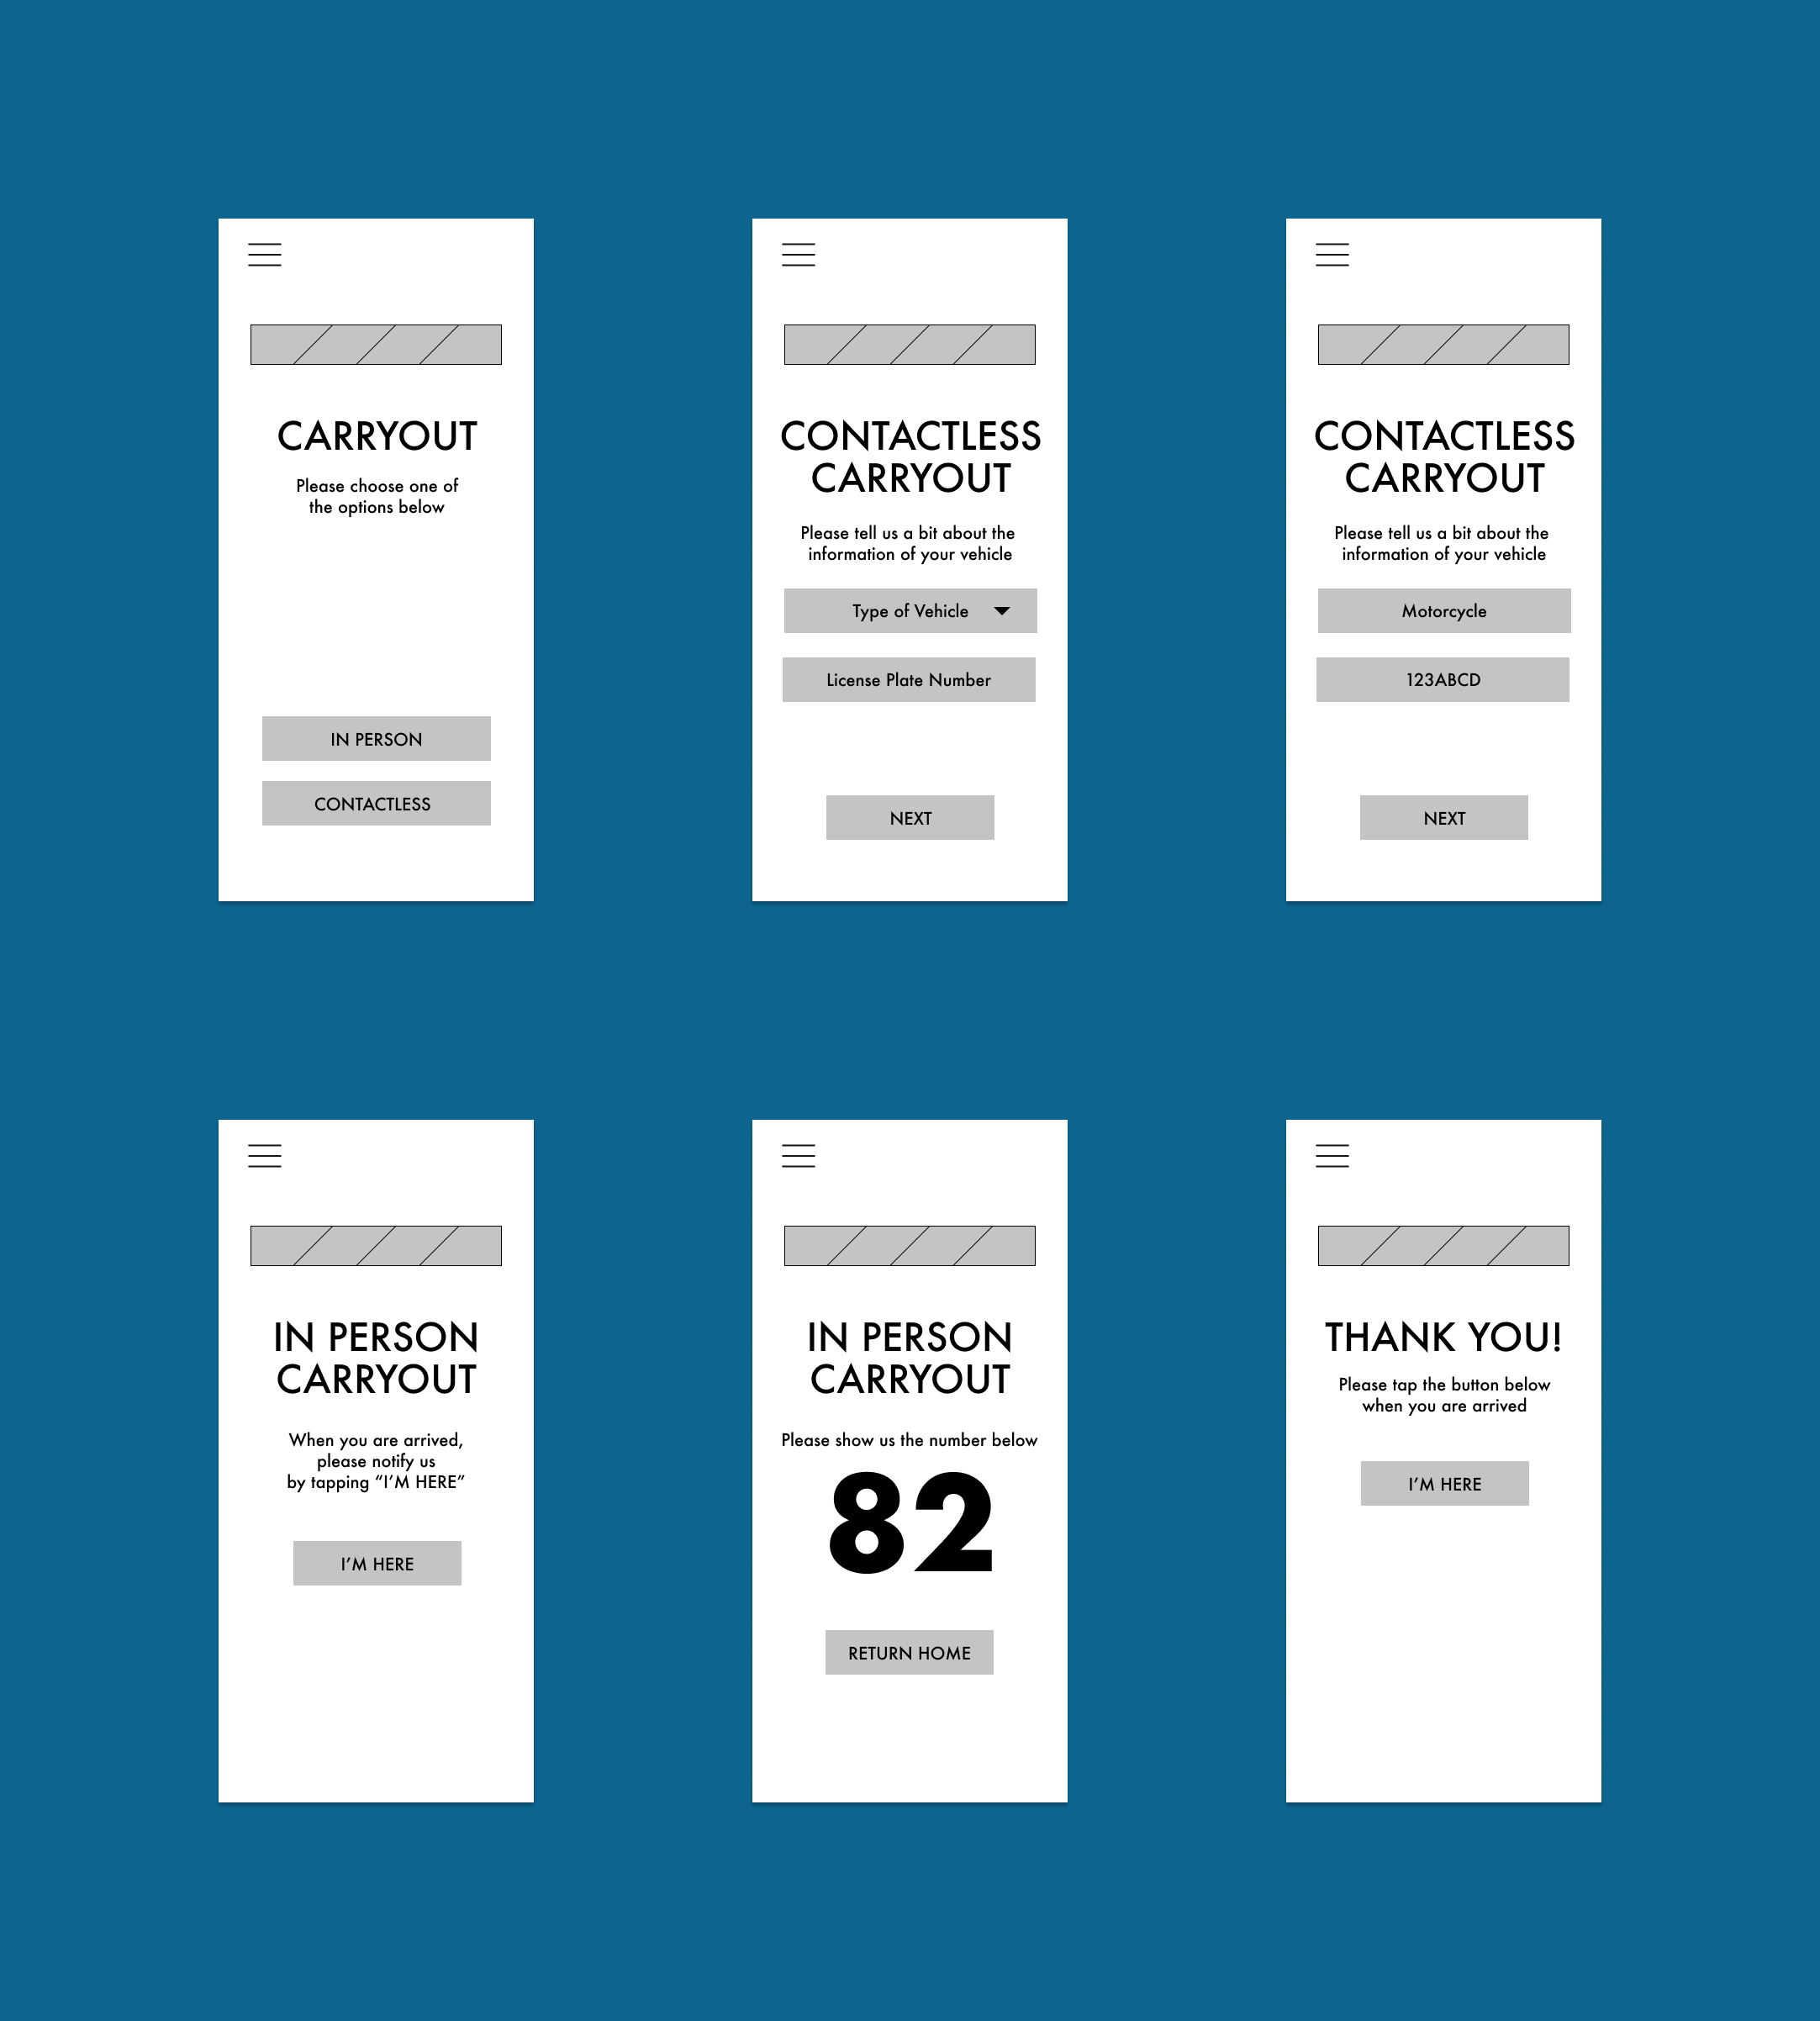 CARRYOUT
Please choose one of
the options below
IN PERSON
CONTACTLESS
CONTACTLESS
CARRYOUT
Please tell us a bit about the
information of your vehicle
Type of Vehicle
License Plate Number
NEXT
CONTACTLESS
CARRYOUT
Please tell us a bit about the
information of your vehicle
Motorcycle
123ABCD
NEXT
IN PERSON
CARRYOUT
When you are arrived,
please notify us
by tapping “I’M HERE”
I’M HERE
IN PERSON
CARRYOUT
Please show us the number below
82
RETURN HOME
THANK YOU!
Please tap the button below
when you are arrived
I’M HERE